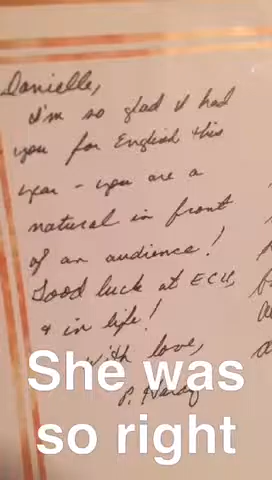 Danielle,
I'm so glad I had
you for English this
year - you are a
natural in front
of an audience!
Good luck at ECU,
& in life!
with love,
P. Hardy
She was
so right